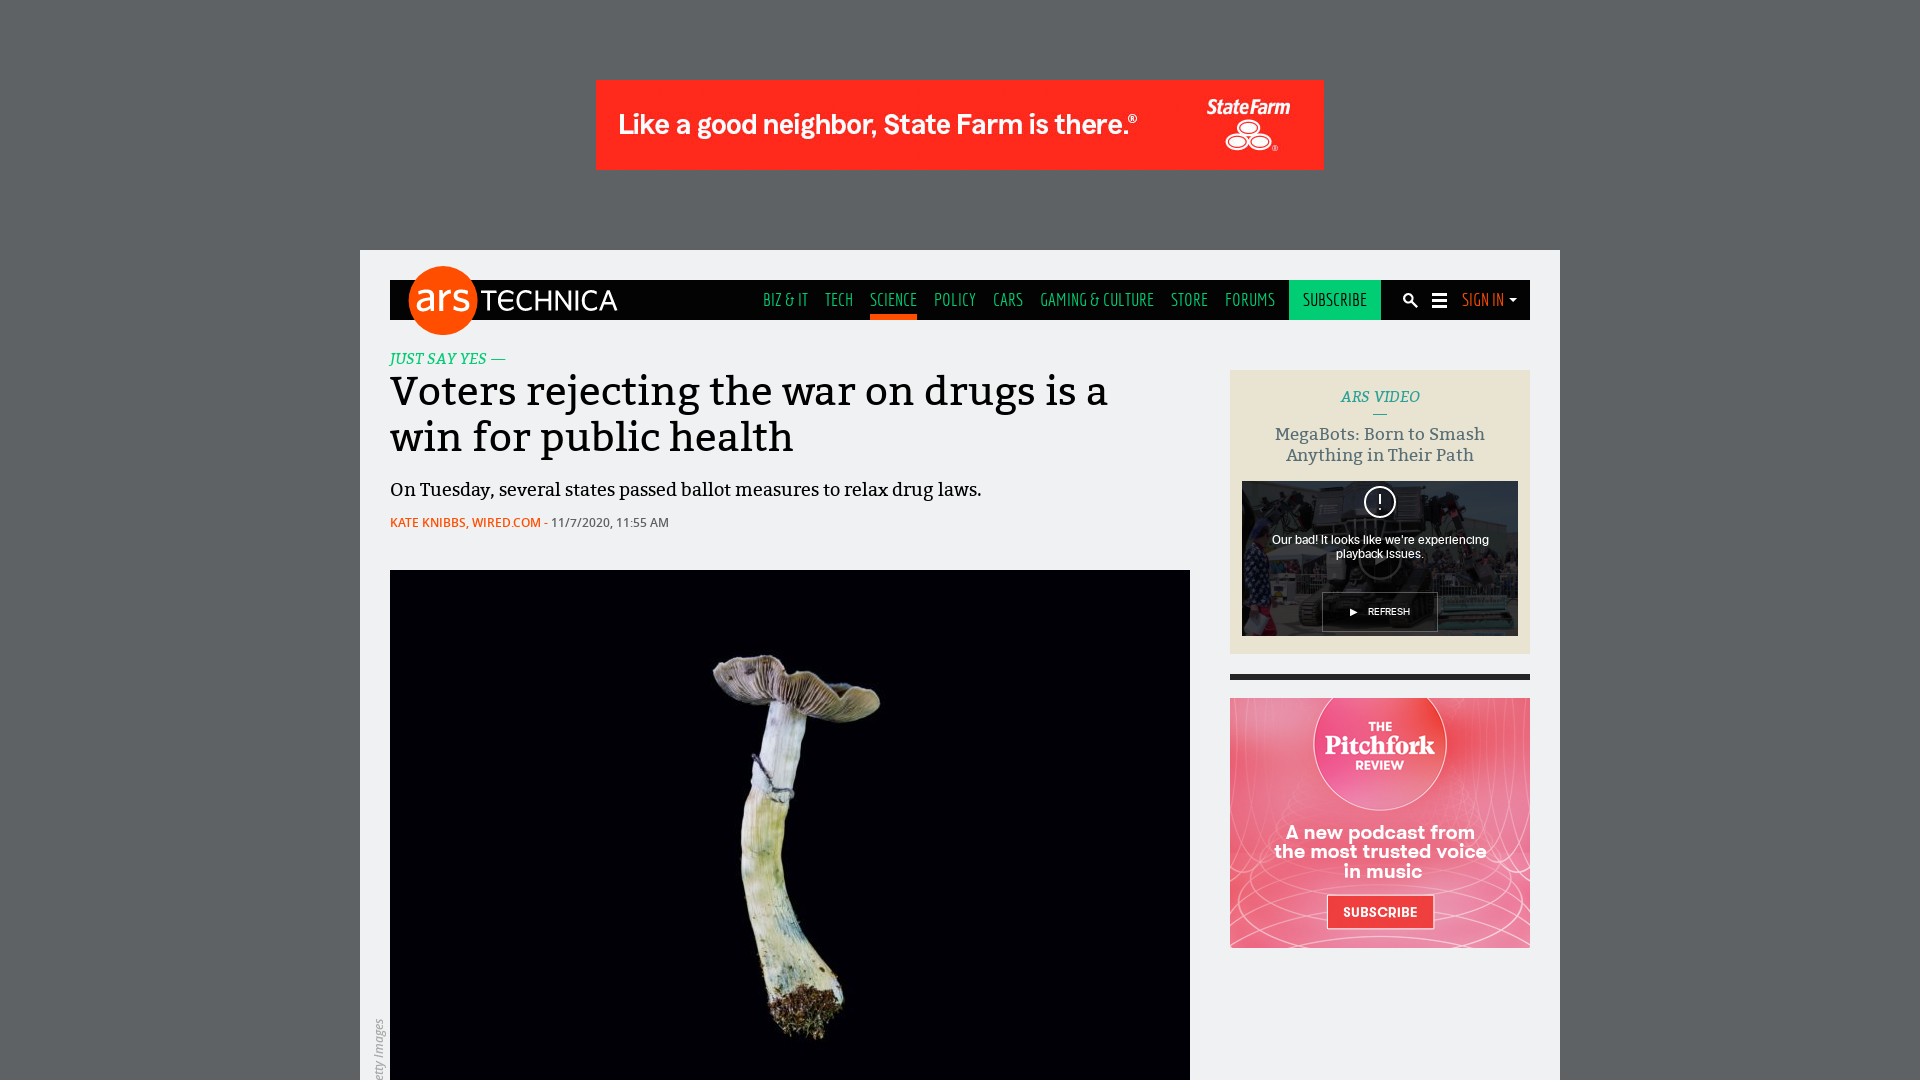 Like a good neighbor, State Farm is there.®
StateFarm
®
ars TECHNICA
BIZ & IT TECH SCIENCE POLICY CARS GAMING & CULTURE STORE FORUMS SUBSCRIBE SIGN IN
JUST SAY YES —
Voters rejecting the war on drugs is a
win for public health
On Tuesday, several states passed ballot measures to relax drug laws.
KATE KNIBBS, WIRED.COM - 11/7/2020, 11:55 AM
etty Images
ARS VIDEO
—
MegaBots: Born to Smash
Anything in Their Path
Our bad! It looks like we're experiencing
playback issues.
REFRESH
THE
Pitchfork
REVIEW
A new podcast from
the most trusted voice
in music
SUBSCRIBE